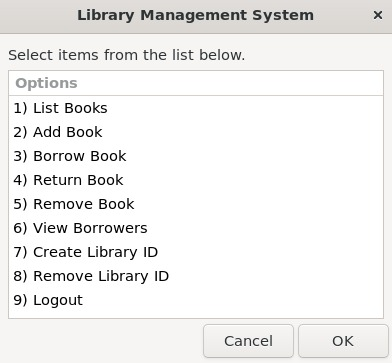 Library Management System ×
Select items from the list below.
Options
1) List Books
2) Add Book
3) Borrow Book
4) Return Book
5) Remove Book
6) View Borrowers
7) Create Library ID
8) Remove Library ID
9) Logout
Cancel OK